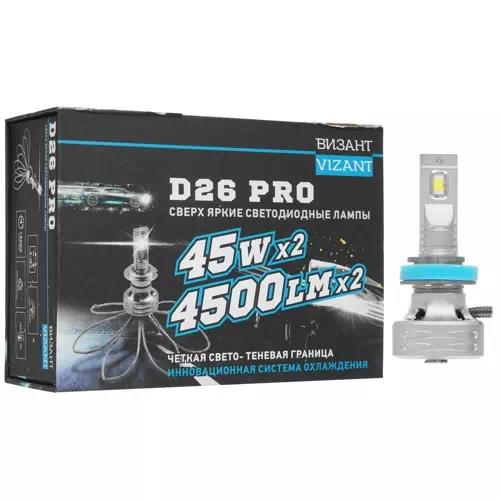 ВИЗАНТ
VIZANT
D26 PRO
СВЕРХ ЯРКИЕ СВЕТОДИОДНЫЕ ЛАМПЫ
45W x2
4500LM x2
ЧЕТКАЯ СВЕТО- ТЕНЕВАЯ ГРАНИЦА
ИННОВАЦИОННАЯ СИСТЕМА ОХЛАЖДЕНИЯ
D26 PRO
ВИЗАНТ
VIZANT